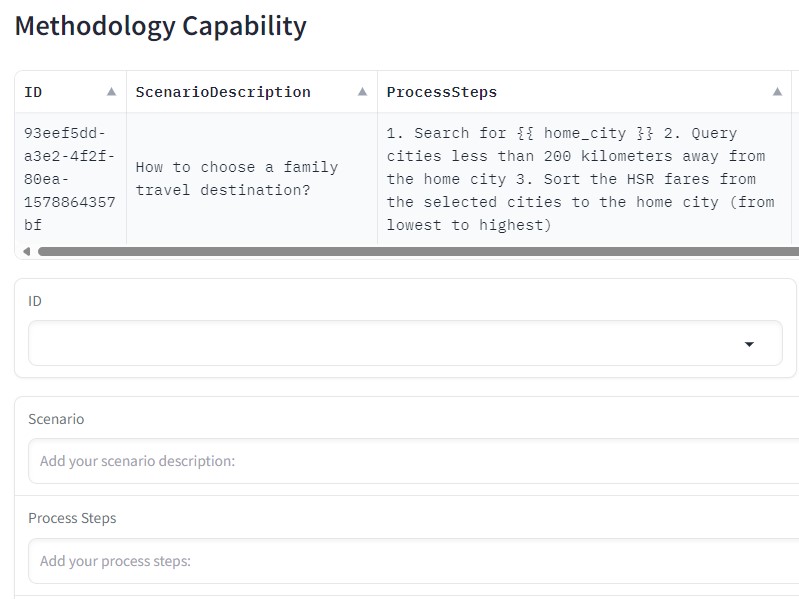 Methodology Capability
ID
ScenarioDescription
ProcessSteps
93eef5dd-
a3e2-4f2f-
80ea-
1578864357
bf
How to choose a family
travel destination?
1. Search for {{ home_city }} 2. Query
cities less than 200 kilometers away from
the home city 3. Sort the HSR fares from
the selected cities to the home city (from
lowest to highest)
ID
Scenario
Add your scenario description:
Process Steps
Add your process steps: